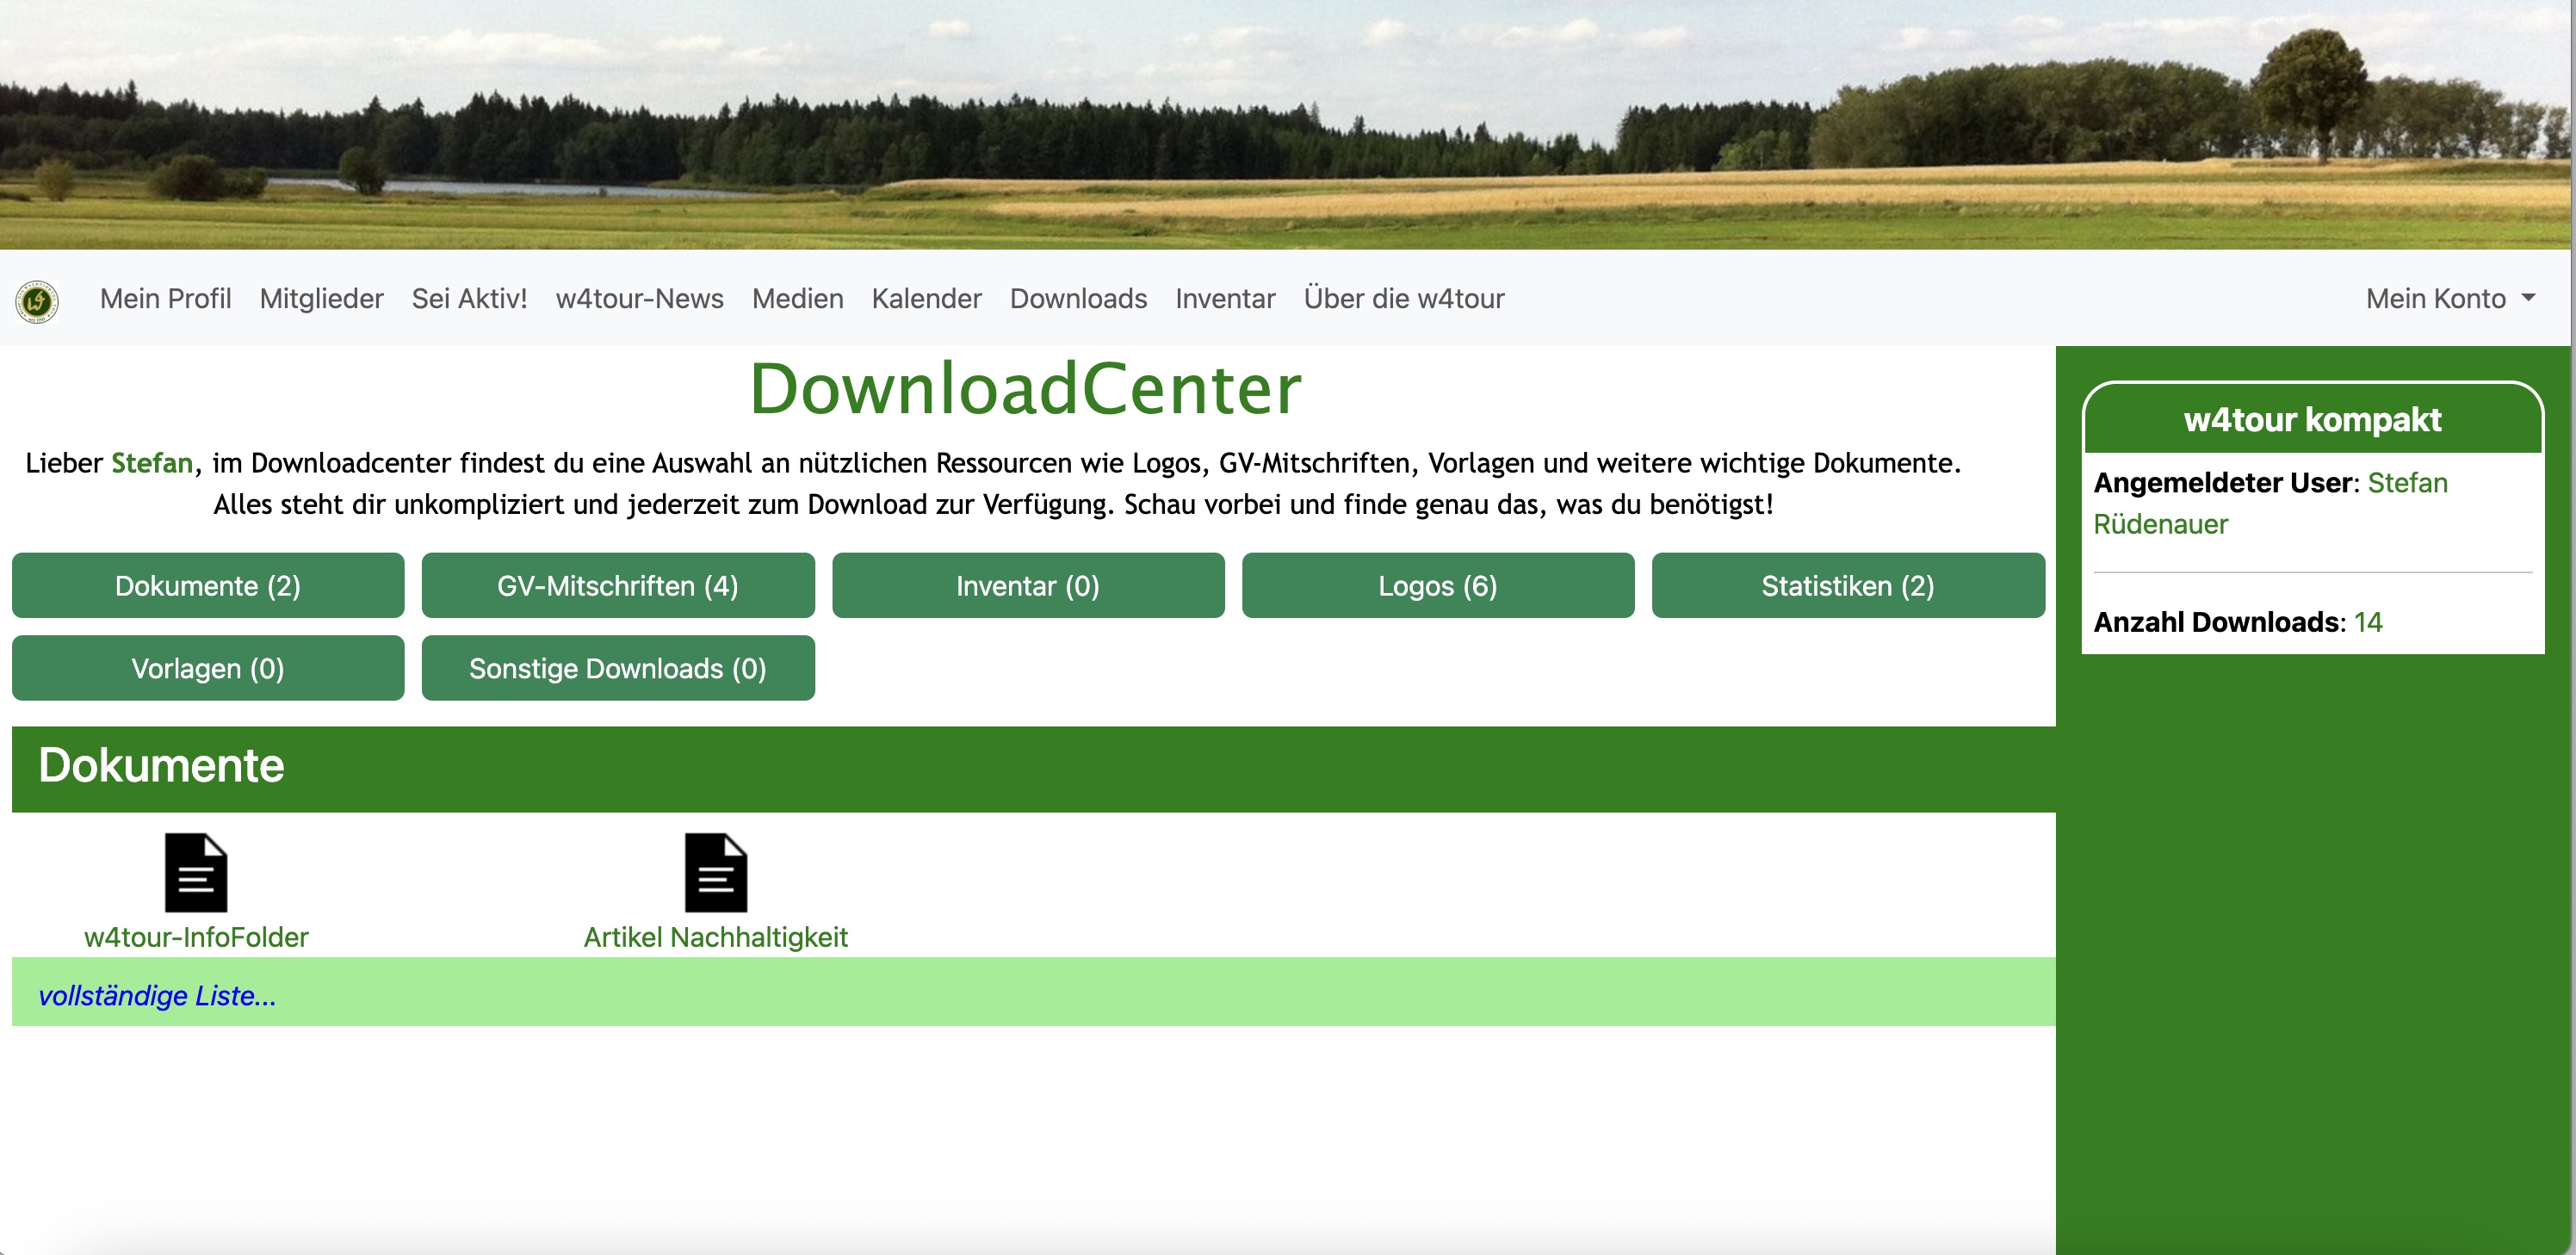 Mein Profil Mitglieder Sei Aktiv! w4tour-News Medien Kalender Downloads Inventar Über die w4tour Mein Konto
DownloadCenter
Lieber Stefan, im Downloadcenter findest du eine Auswahl an nützlichen Ressourcen wie Logos, GV-Mitschriften, Vorlagen und weitere wichtige Dokumente.
Alles steht dir unkompliziert und jederzeit zum Download zur Verfügung. Schau vorbei und finde genau das, was du benötigst!
Dokumente (2) GV-Mitschriften (4) Inventar (0) Logos (6) Statistiken (2)
Vorlagen (0) Sonstige Downloads (0)
Dokumente
w4tour-InfoFolder Artikel Nachhaltigkeit
vollständige Liste...
w4tour kompakt
Angemeldeter User: Stefan
Rüdenauer
Anzahl Downloads: 14